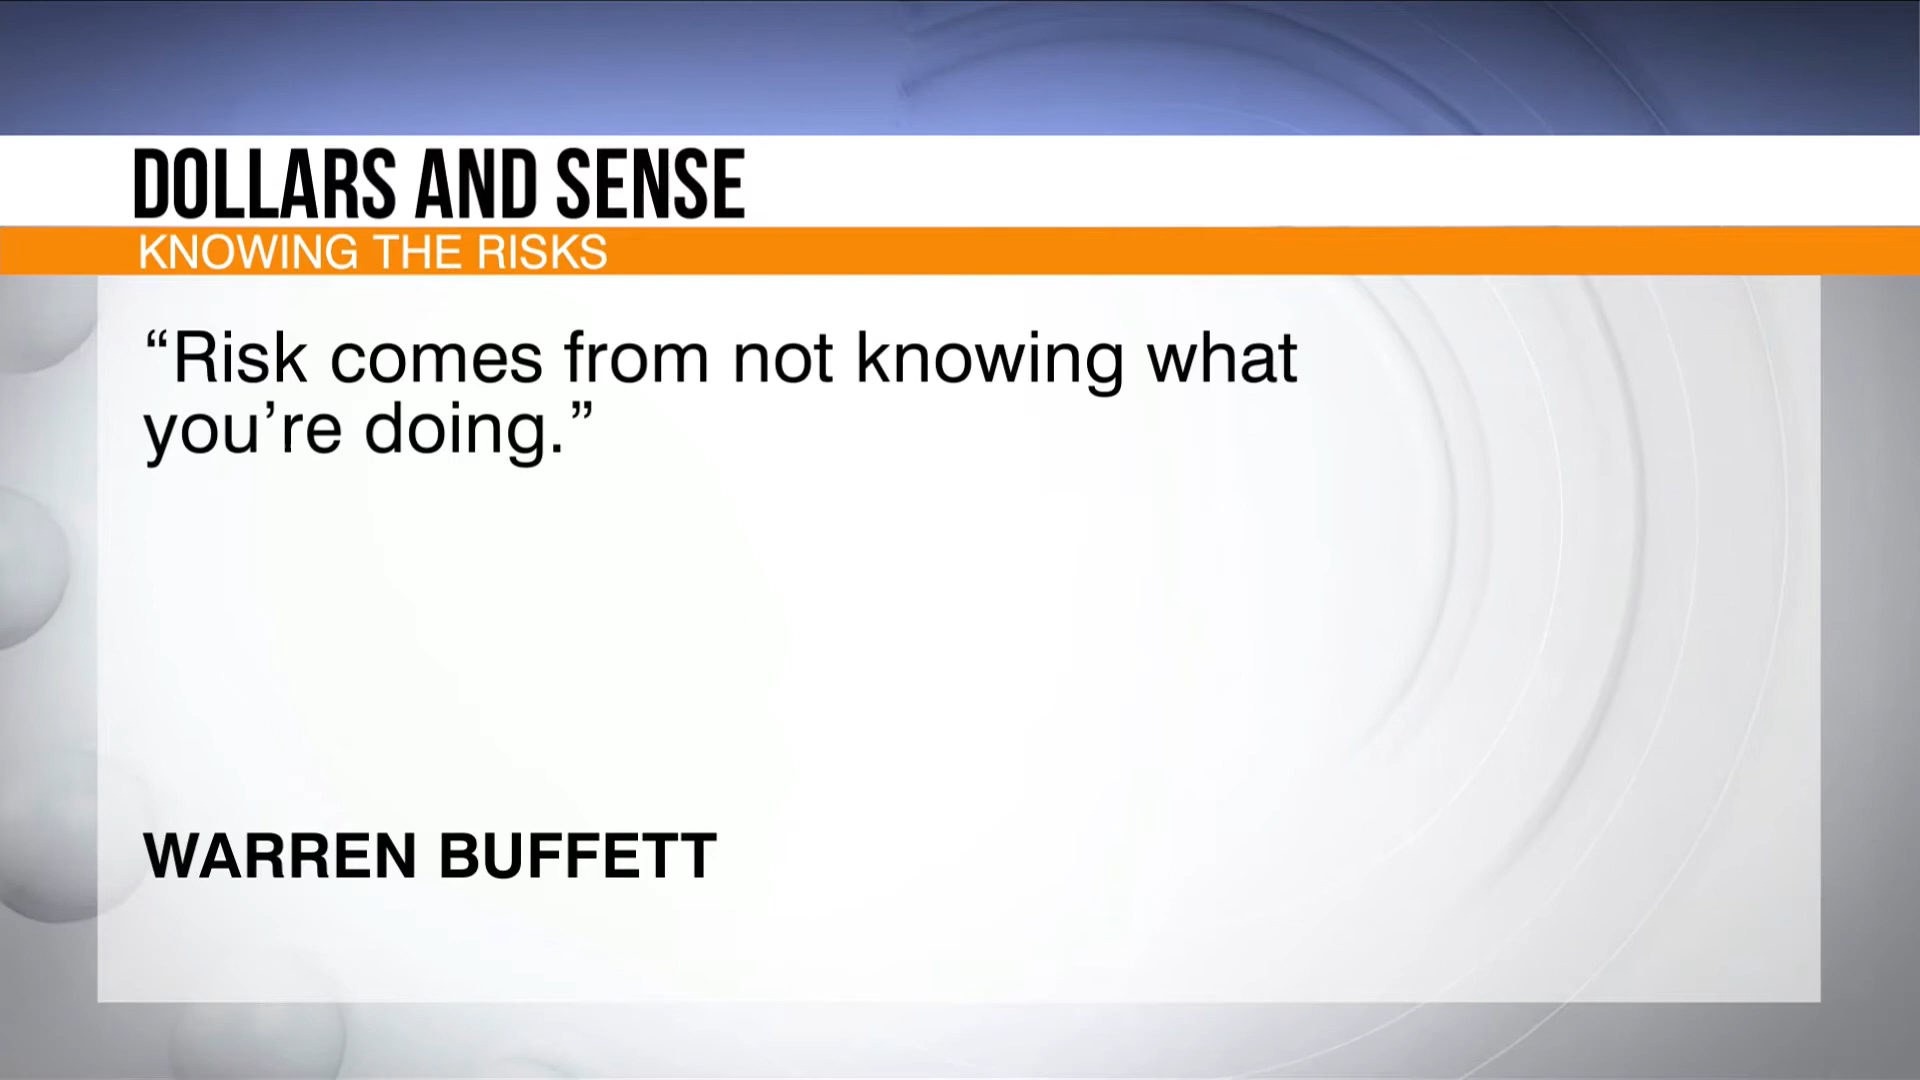 DOLLARS AND SENSE
KNOWING THE RISKS
“Risk comes from not knowing what
you’re doing.”
WARREN BUFFETT